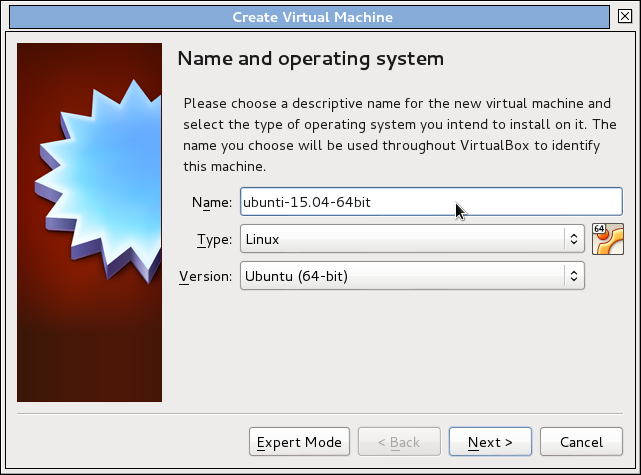 Create Virtual Machine
Name and operating system
Please choose a descriptive name for the new virtual machine and
select the type of operating system you intend to install on it. The
name you choose will be used throughout VirtualBox to identify
this machine.
Name: ubunti-15.04-64bit
Type: Linux 64
Version: Ubuntu (64-bit)
Expert Mode < Back Next > Cancel